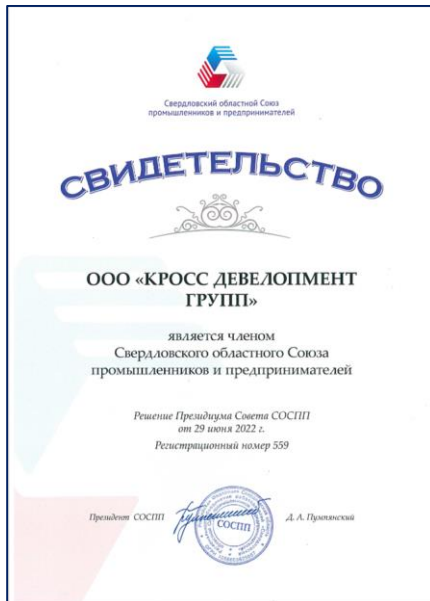 Свердловский областной Союз
промышленников и предпринимателей
СВИДЕТЕЛЬСТВО
ООО «КРОСС ДЕВЕЛОПМЕНТ
ГРУПП»
является членом
Свердловского областного Союза
промышленников и предпринимателей
Решение Президиума Совета СОСПП
от 29 июня 2022 г.
Регистрационный номер 559
Президент СОСПП
СОСПП
Д. А. Пумпянский